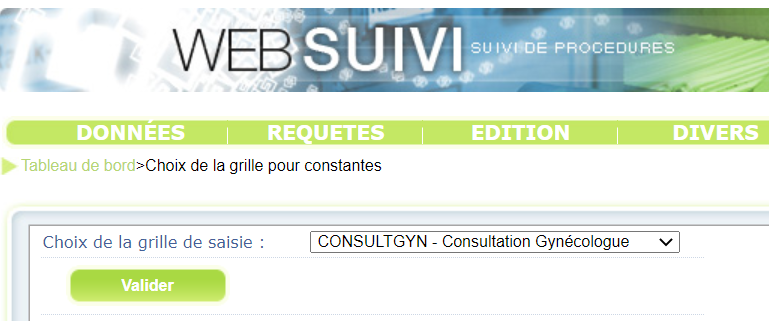 WEBSUIVI SUIVI DE PROCEDURES
DONNÉES REQUETES EDITION DIVERS
Tableau de bord>Choix de la grille pour constantes
Choix de la grille de saisie : CONSULTGYN - Consultation Gynécologue
Valider